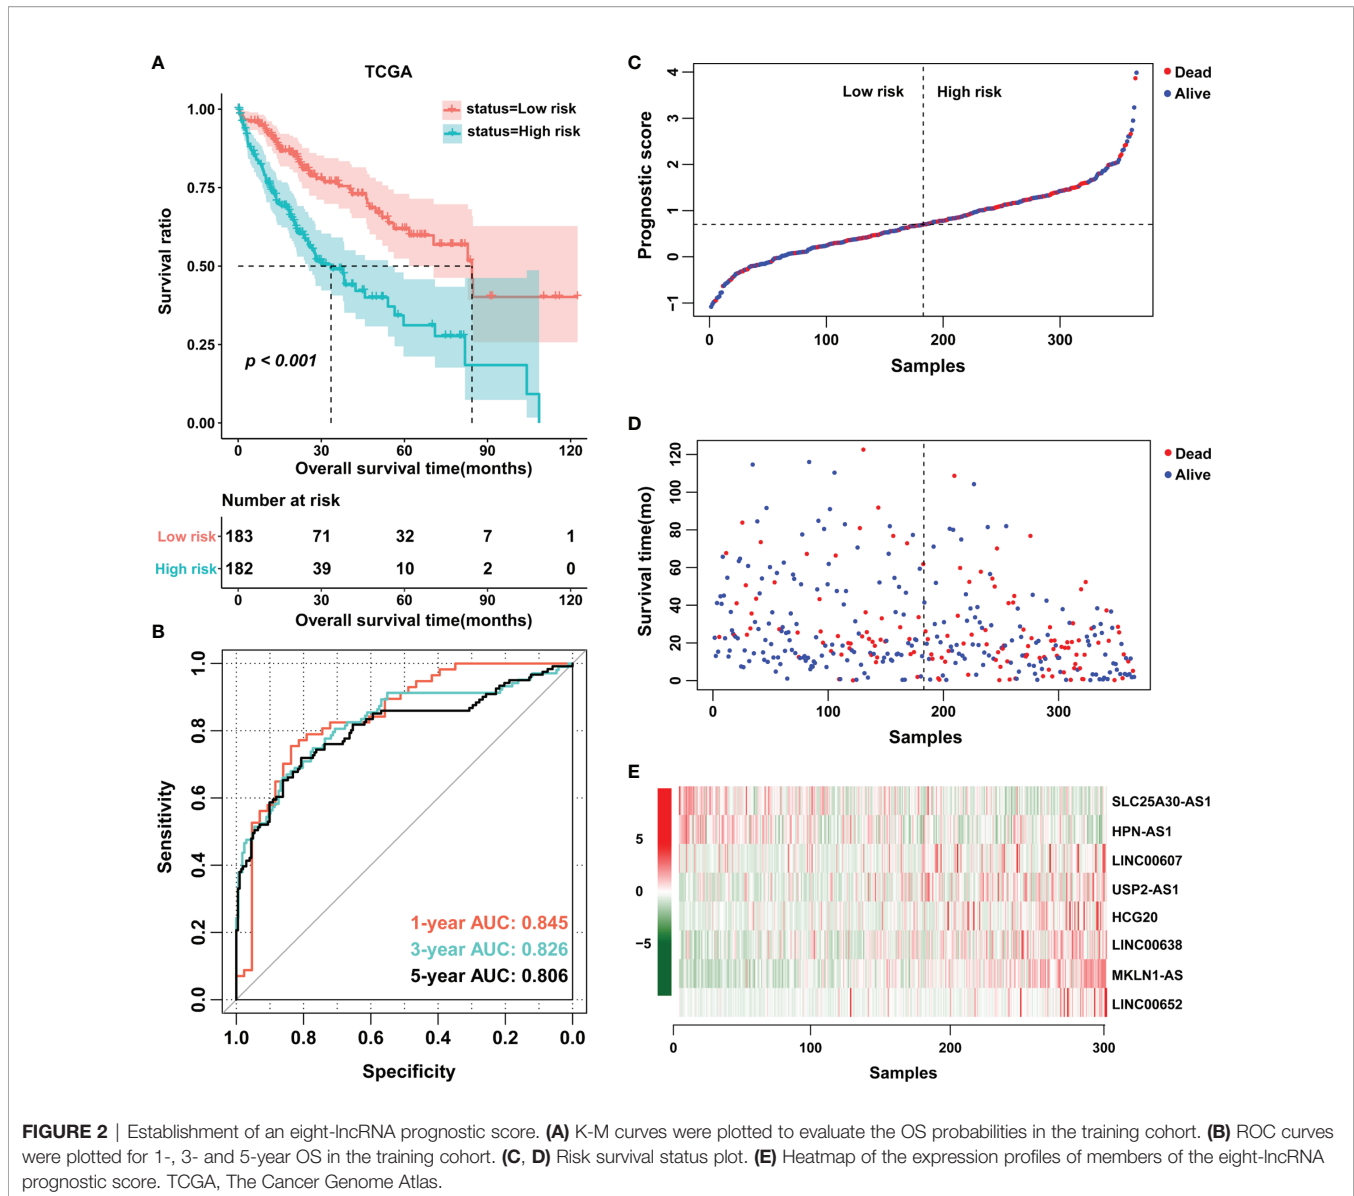 A
TCGA
status=Low risk
status=High risk
Survival ratio
1.00
0.75
0.50
0.25
0.00
p < 0.001
0 30 60 90 120
Overall survival time(months)
Number at risk
Low risk 183 71 32 7 1
High risk 182 39 10 2 0
0 30 60 90 120
Overall survival time(months)
B
Sensitivity
1.0
0.8
0.6
0.4
0.2
0.0
1-year AUC: 0.845
3-year AUC: 0.826
5-year AUC: 0.806
1.0 0.8 0.6 0.4 0.2 0.0
Specificity
C
Low risk High risk
Dead
Alive
Prognostic score
4
3
2
1
0
−1
0 100 200 300
Samples
D
Dead
Alive
Survival time(mo)
120
100
80
60
40
20
0
0 100 200 300
Samples
E
5
0
−5
SLC25A30-AS1
HPN-AS1
LINC00607
USP2-AS1
HCG20
LINC00638
MKLN1-AS
LINC00652
0 100 200 300
Samples
FIGURE 2 | Establishment of an eight-lncRNA prognostic score. (A) K-M curves were plotted to evaluate the OS probabilities in the training cohort. (B) ROC curves
were plotted for 1-, 3- and 5-year OS in the training cohort. (C, D) Risk survival status plot. (E) Heatmap of the expression profiles of members of the eight-lncRNA
prognostic score. TCGA, The Cancer Genome Atlas.